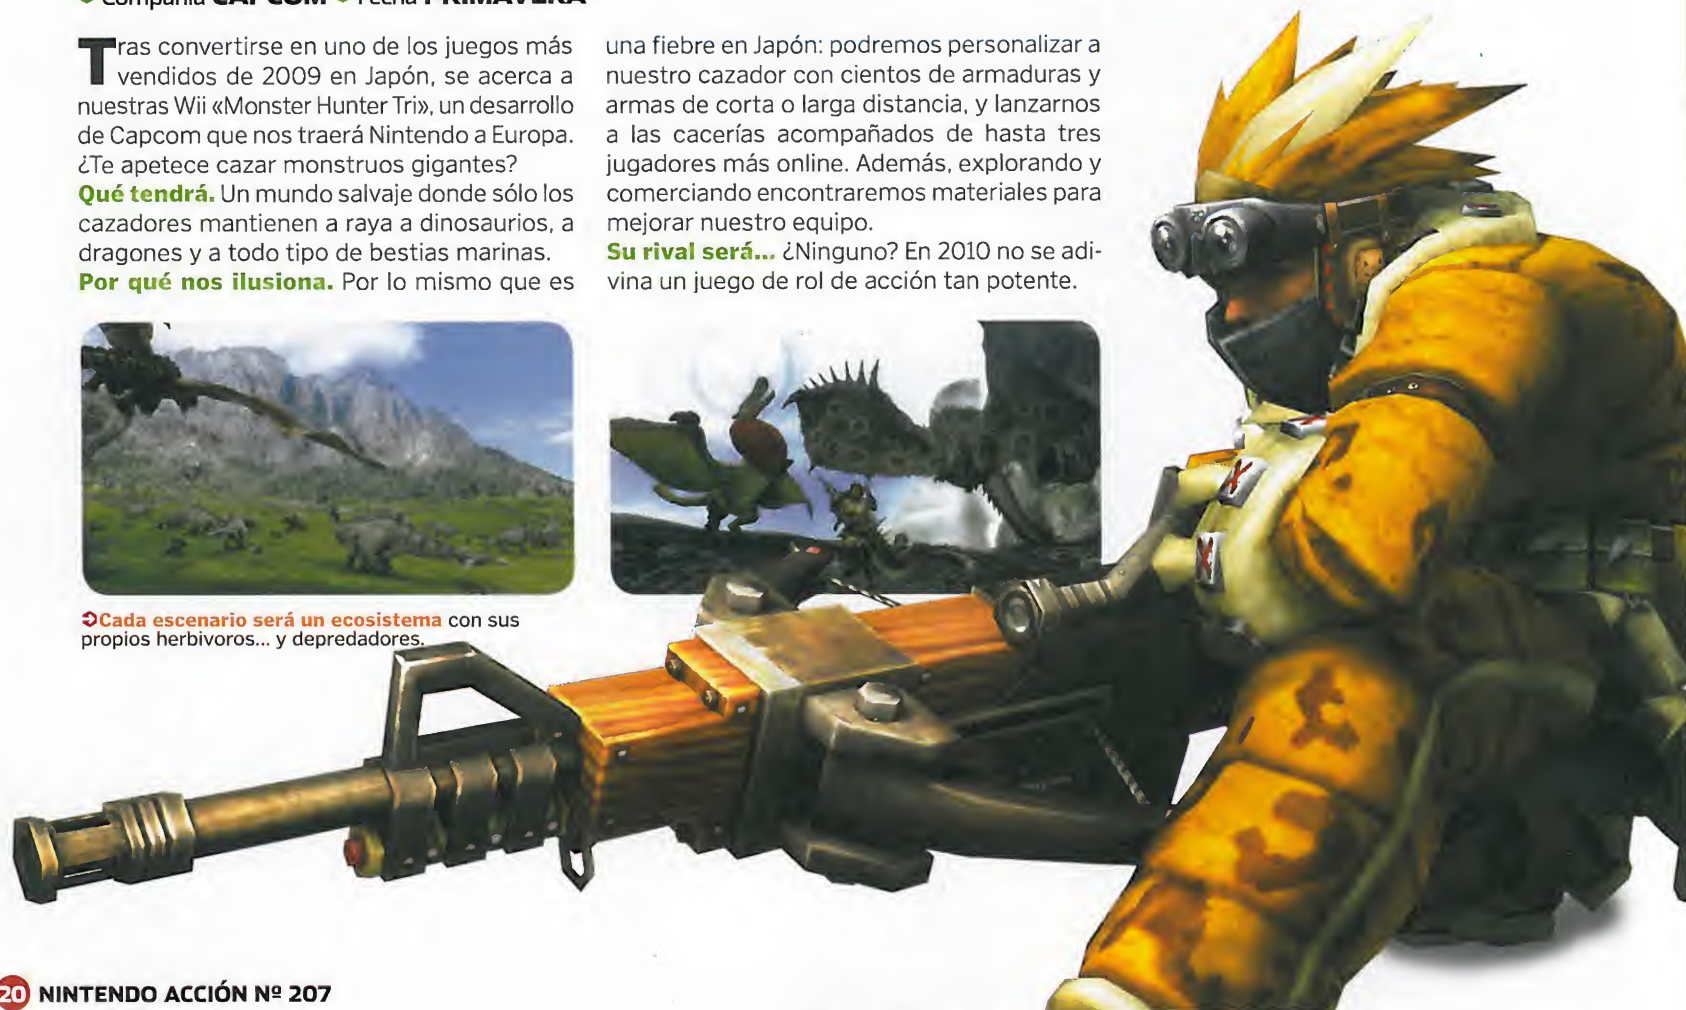 Compañía CAPCOM Fecha PRIMAVERA
Tras convertirse en uno de los juegos más
vendidos de 2009 en Japón, se acerca a
nuestras Wii «Monster Hunter Tri», un desarrollo
de Capcom que nos traerá Nintendo a Europa.
¿Te apetece cazar monstruos gigantes?
Qué tendrá. Un mundo salvaje donde sólo los
cazadores mantienen a raya a dinosaurios, a
dragones y a todo tipo de bestias marinas.
Por qué nos ilusiona. Por lo mismo que es
una fiebre en Japón: podremos personalizar a
nuestro cazador con cientos de armaduras y
armas de corta o larga distancia, y lanzarnos
a las cacerías acompañados de hasta tres
jugadores más online. Además, explorando y
comerciando encontraremos materiales para
mejorar nuestro equipo.
Su rival será... ¿Ninguno? En 2010 no se adi-
vina un juego de rol de acción tan potente.
Cada escenario será un ecosistema con sus
propios herbivoros... y depredadores.
20 NINTENDO ACCIÓN Nº 207